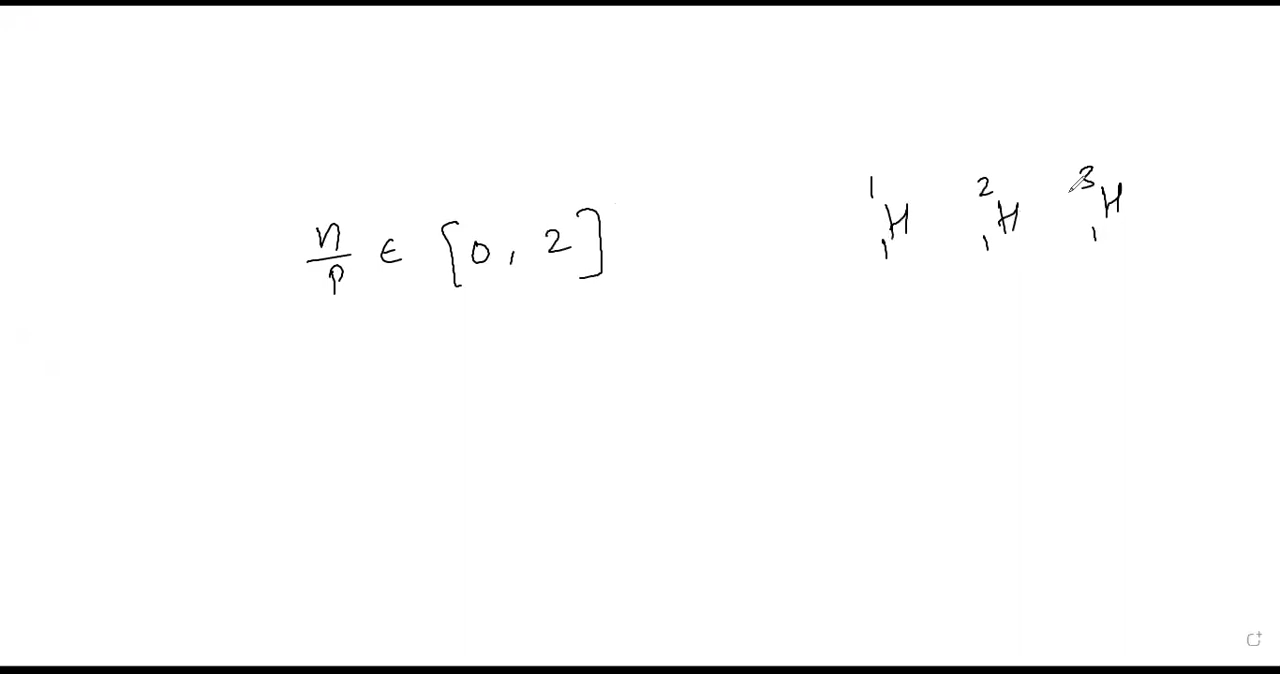 n/p ∈ [0, 2]
¹₁H ²₁H ³₁H